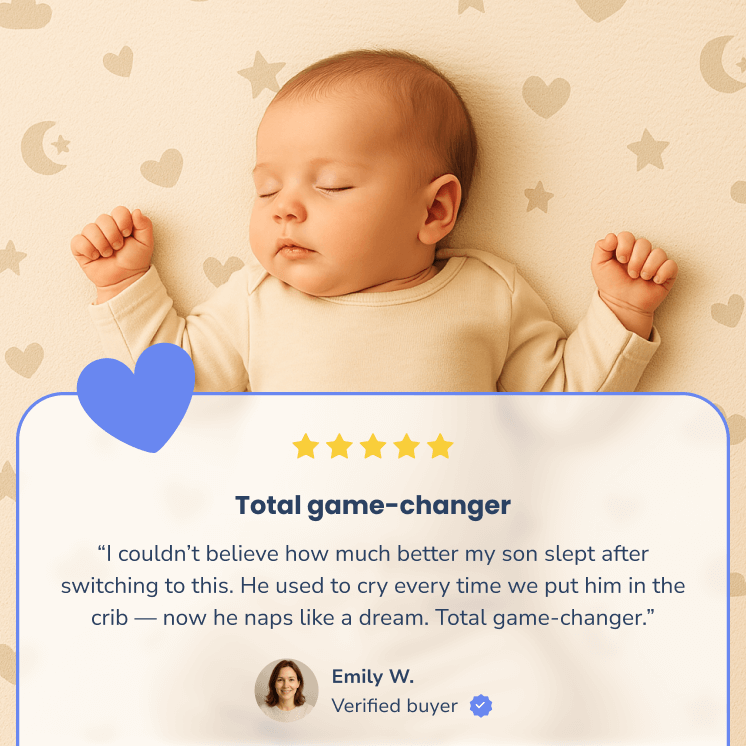 Total game-changer
“I couldn’t believe how much better my son slept after
switching to this. He used to cry every time we put him in the
crib — now he naps like a dream. Total game-changer.”
Emily W.
Verified buyer